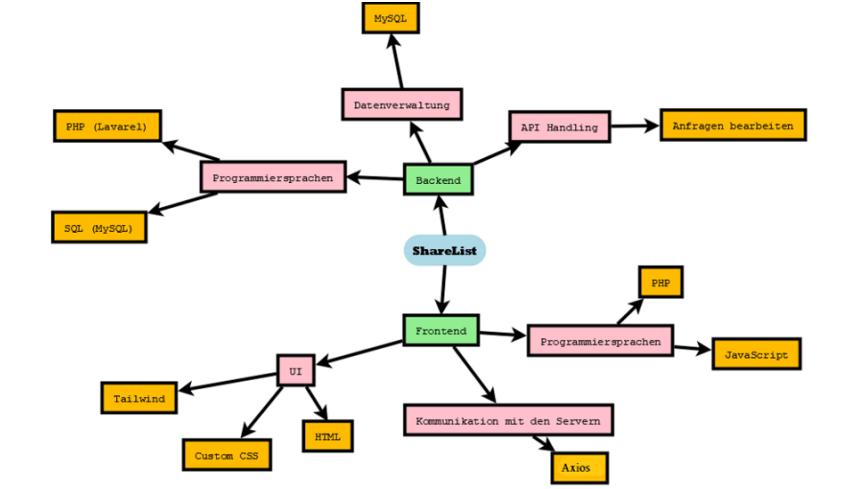 MySQL
Datenverwaltung
API Handling
Anfragen bearbeiten
PHP (Lavarel)
Programmiersprachen
Backend
SQL (MySQL)
ShareList
PHP
Frontend
Programmiersprachen
JavaScript
UI
Tailwind
Kommunikation mit den Servern
HTML
Custom CSS
Axios